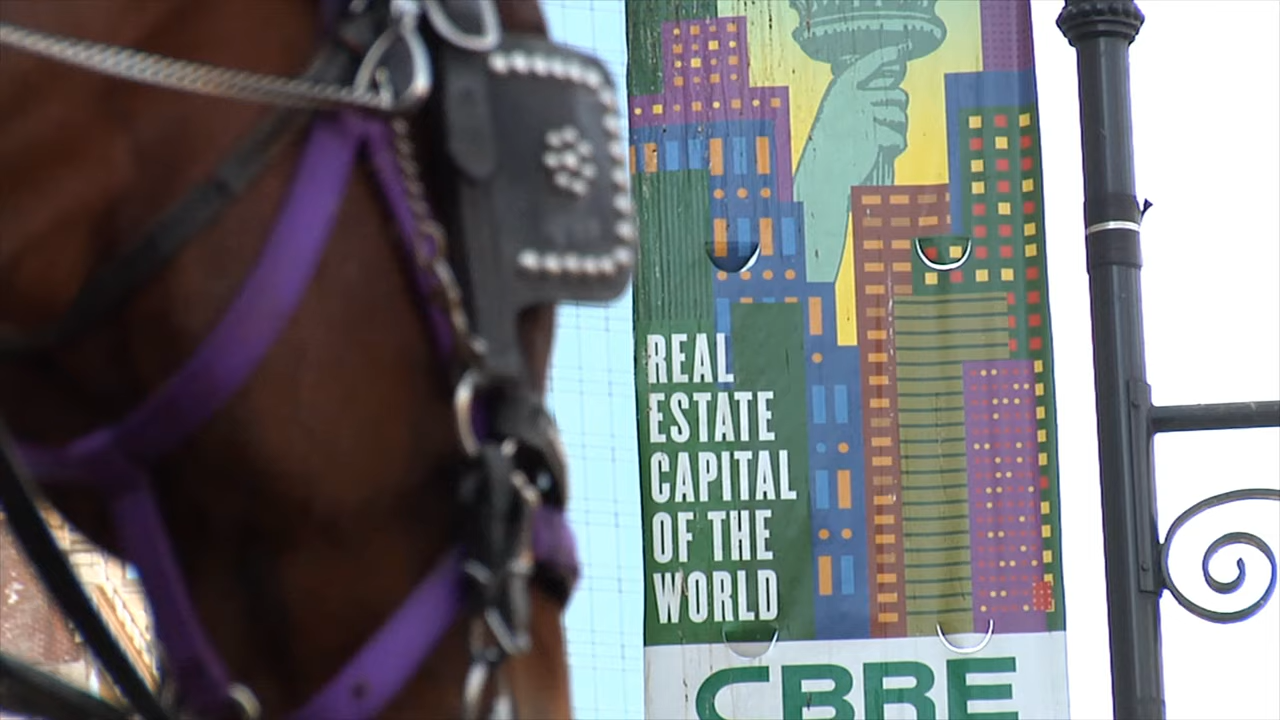 REAL
ESTATE
CAPITAL
OF THE
WORLD
CBRE